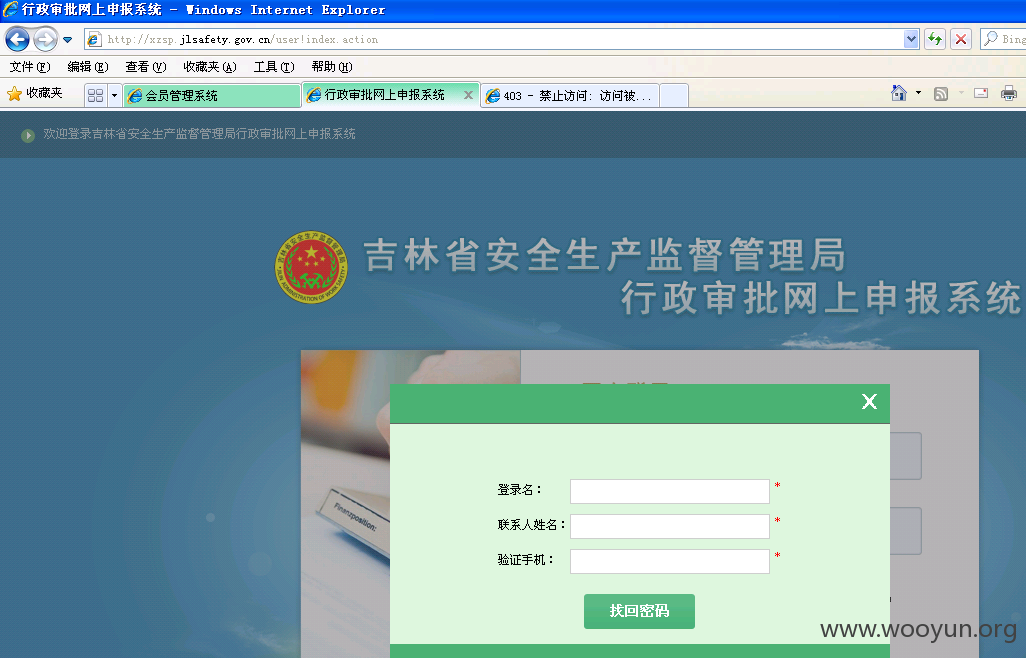 行政审批网上申报系统 - Windows Internet Explorer
http://xzsp.jlsafety.gov.cn/user!index.action
Bing
文件(F) 编辑(E) 查看(V) 收藏夹(A) 工具(T) 帮助(H)
收藏夹 会员管理系统 行政审批网上申报系统 403 - 禁止访问: 访问被...
欢迎登录吉林省安全生产监督管理局行政审批网上申报系统
吉林省安全生产监督管理局
行政审批网上申报系统
Finanzposition:
X
登录名： *
联系人姓名： *
验证手机： *
找回密码
www.wooyun.org